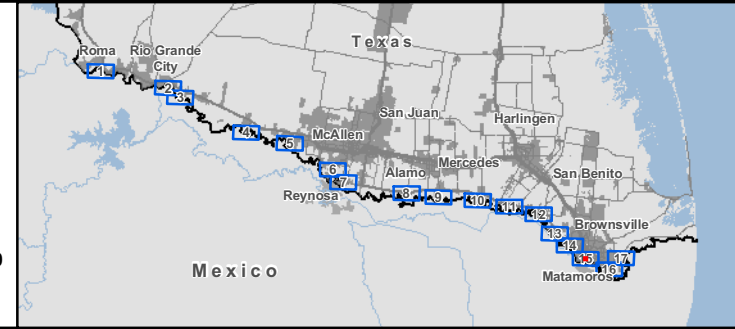 Texas
Roma
Rio Grande
City
1
2
3
San Juan
Harlingen
4
McAllen
5
Mercedes
6
Alamo
San Benito
7
Reynosa
8
9
10
11
12
Brownsville
13
14
Mexico
15
17
16
Matamoros